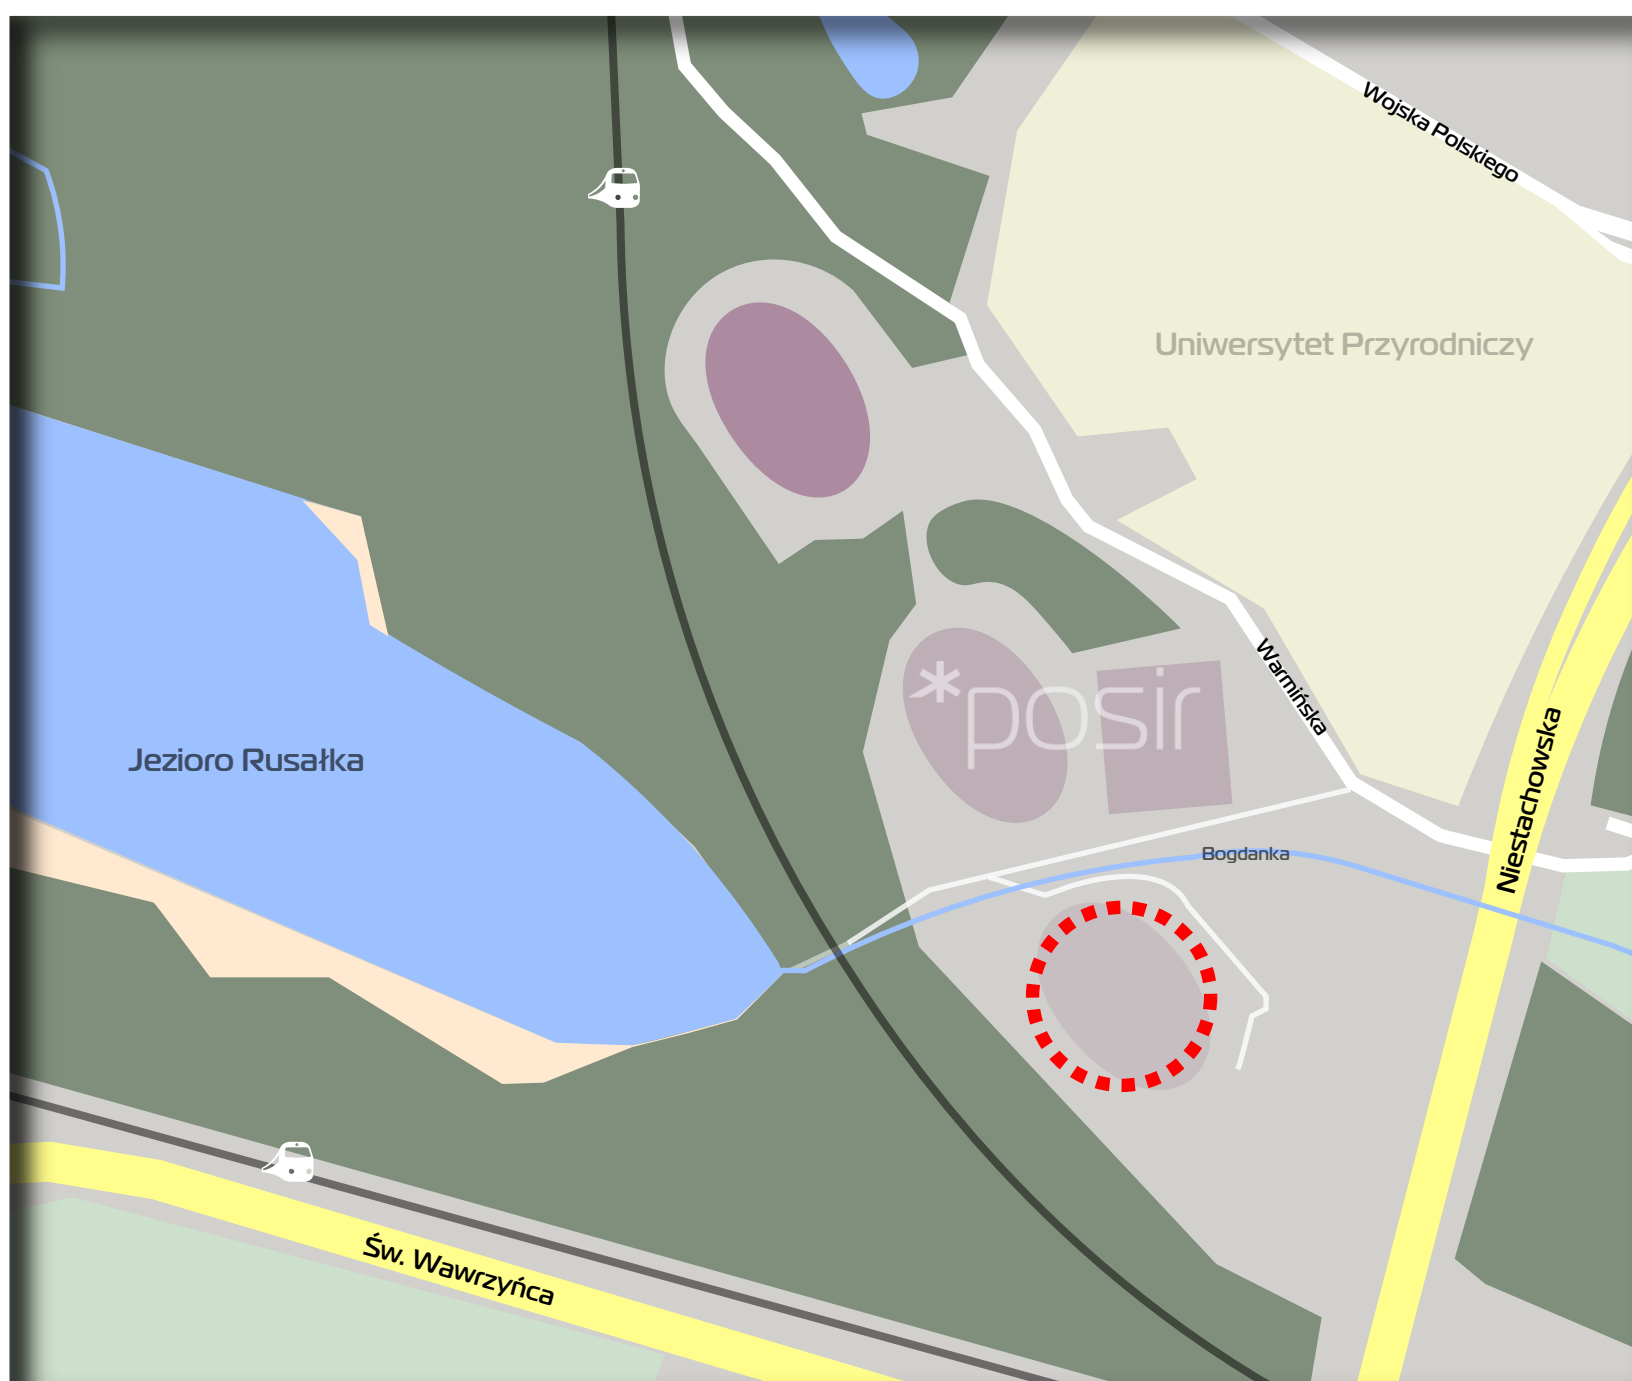 Wojska Polskiego
Uniwersytet Przyrodniczy
Warmińska
*posir
Jezioro Rusałka
Niestachowska
Bogdanka
Św. Wawrzyńca